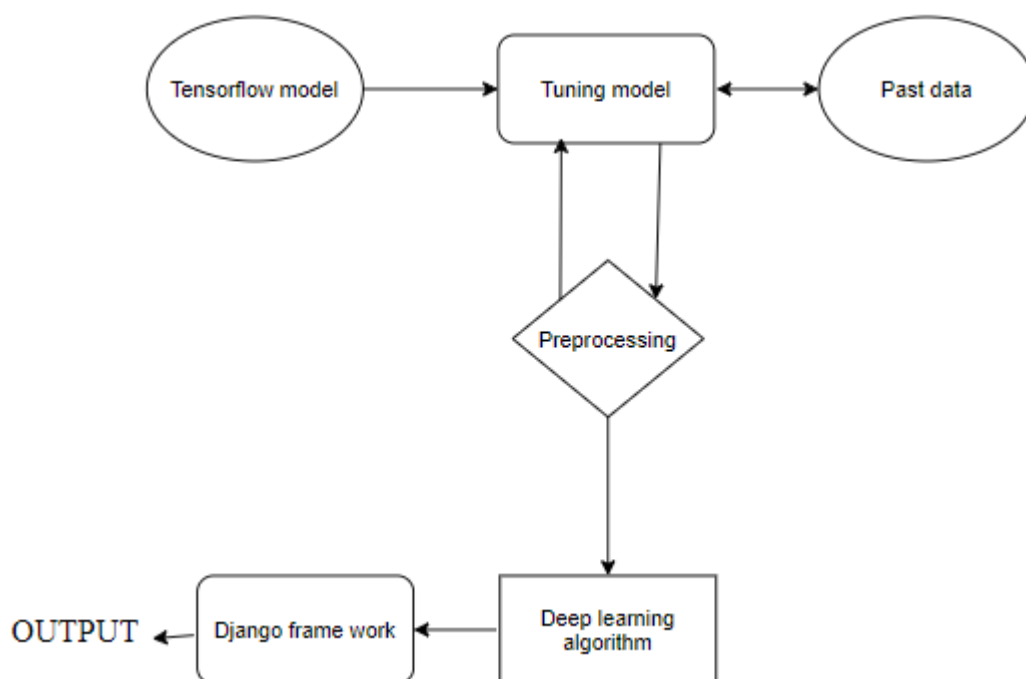 Tensorflow model
Tuning model
Past data
Preprocessing
Deep learning
algorithm
Django frame work
OUTPUT